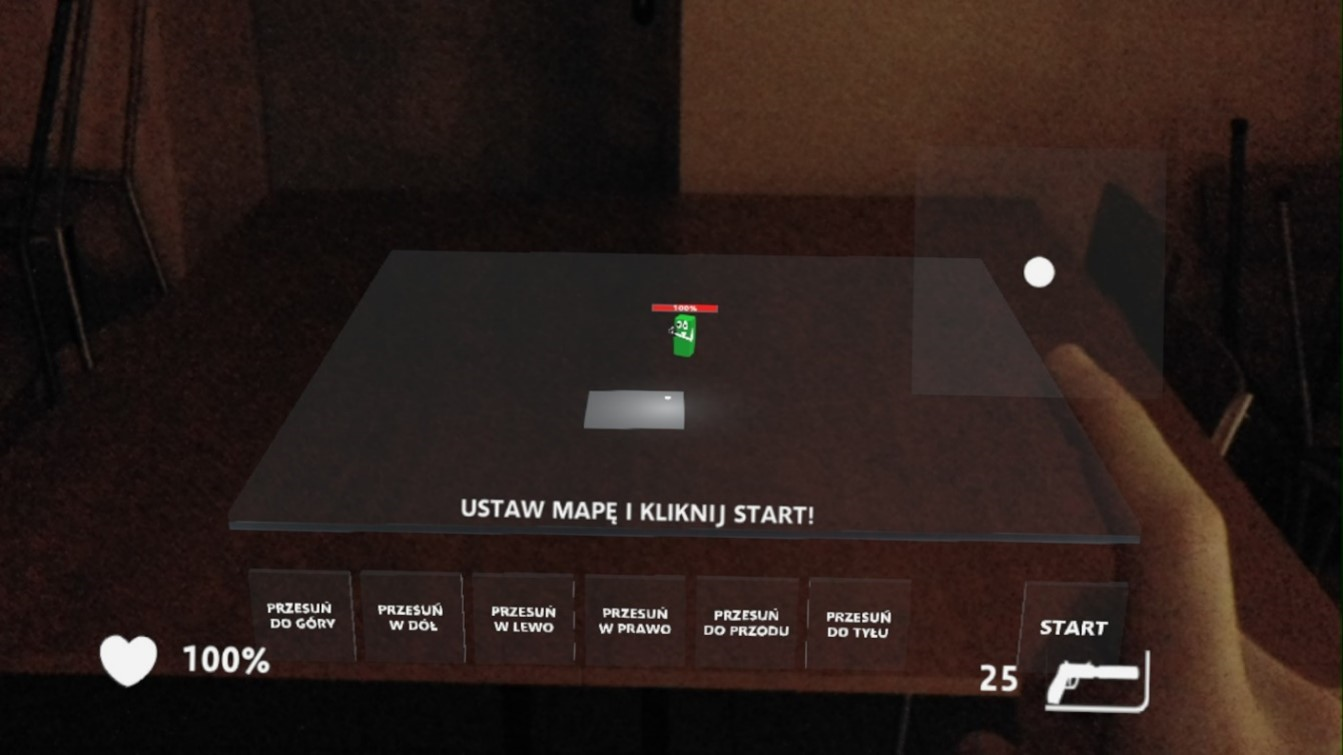 100%
USTAW MAPĘ I KLIKNIJ START!
PRZESUŃ
DO GÓRY
PRZESUŃ
W DÓŁ
PRZESUŃ
W LEWO
PRZESUŃ
W PRAWO
PRZESUŃ
DO PRZODU
PRZESUŃ
DO TYŁU
START
100%
25